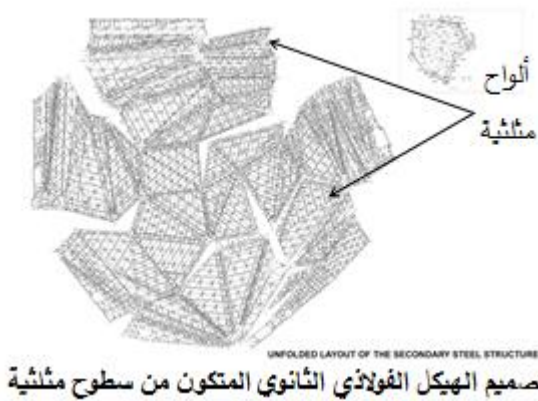 ألواح
مثلثية
UNFOLDED LAYOUT OF THE SECONDARY STEEL STRUCTURE
صميم الهيكل الفولاذي الثانوي المتكون من سطوح مثلثية